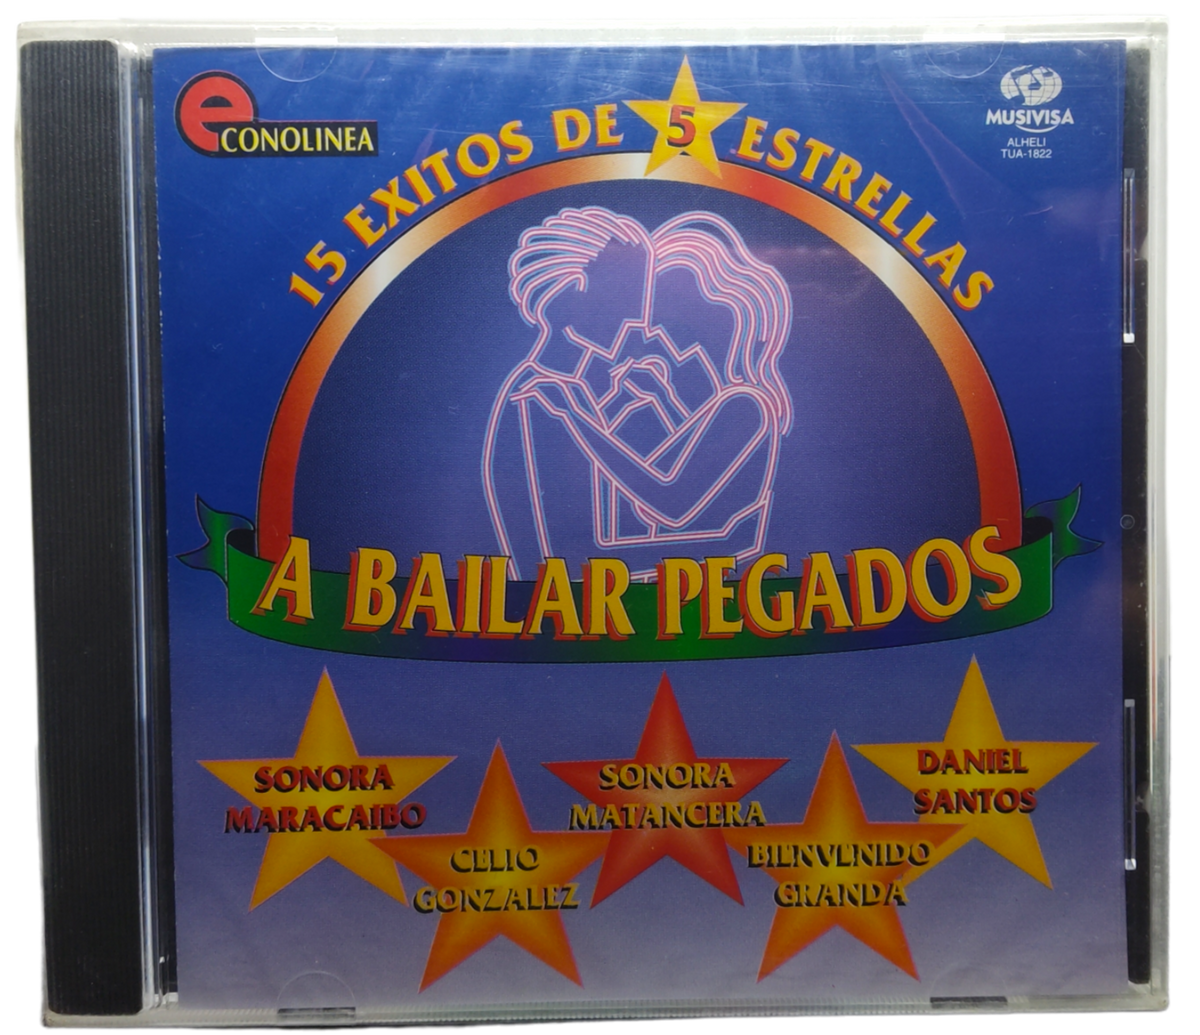 eCONOLINEA
MUSIVISA
ALHELI
TUA-1822
15 EXITOS DE 5 ESTRELLAS
A BAILAR PEGADOS
SONORA
MARACAIBO
CELIO
GONZALEZ
SONORA
MATANCERA
BIENVENIDO
GRANDA
DANIEL
SANTOS